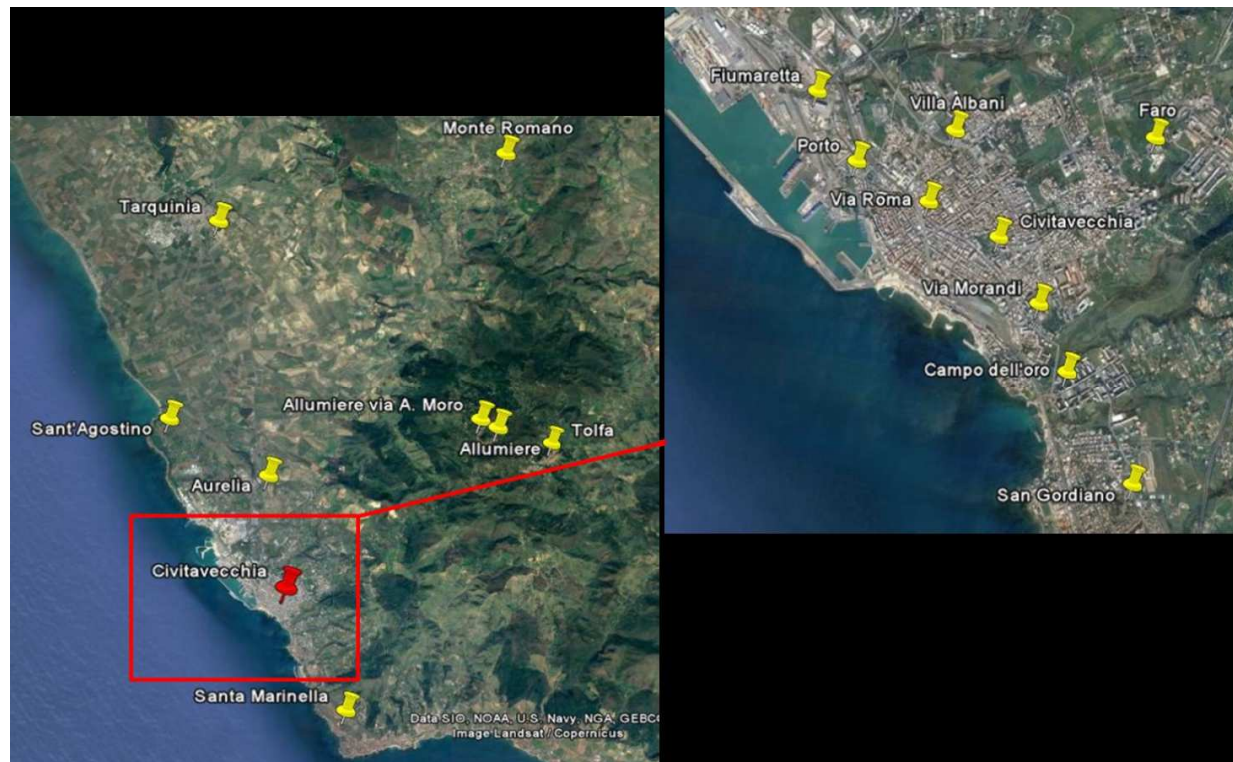 Monte Romano
Tarquinia
Allumiere via A. Moro
Sant'Agostino
Tolfa
Allumiere
Aurelia
Civitavecchia
Santa Marinella
Data SIO, NOAA, U.S. Navy, NGA, GEBC
Image Landsat / Copernicus
Fiumaretta
Villa Albani
Faro
Porto
Via Roma
Civitavecchia
Via Morandi
Campo dell'oro
San Gordiano